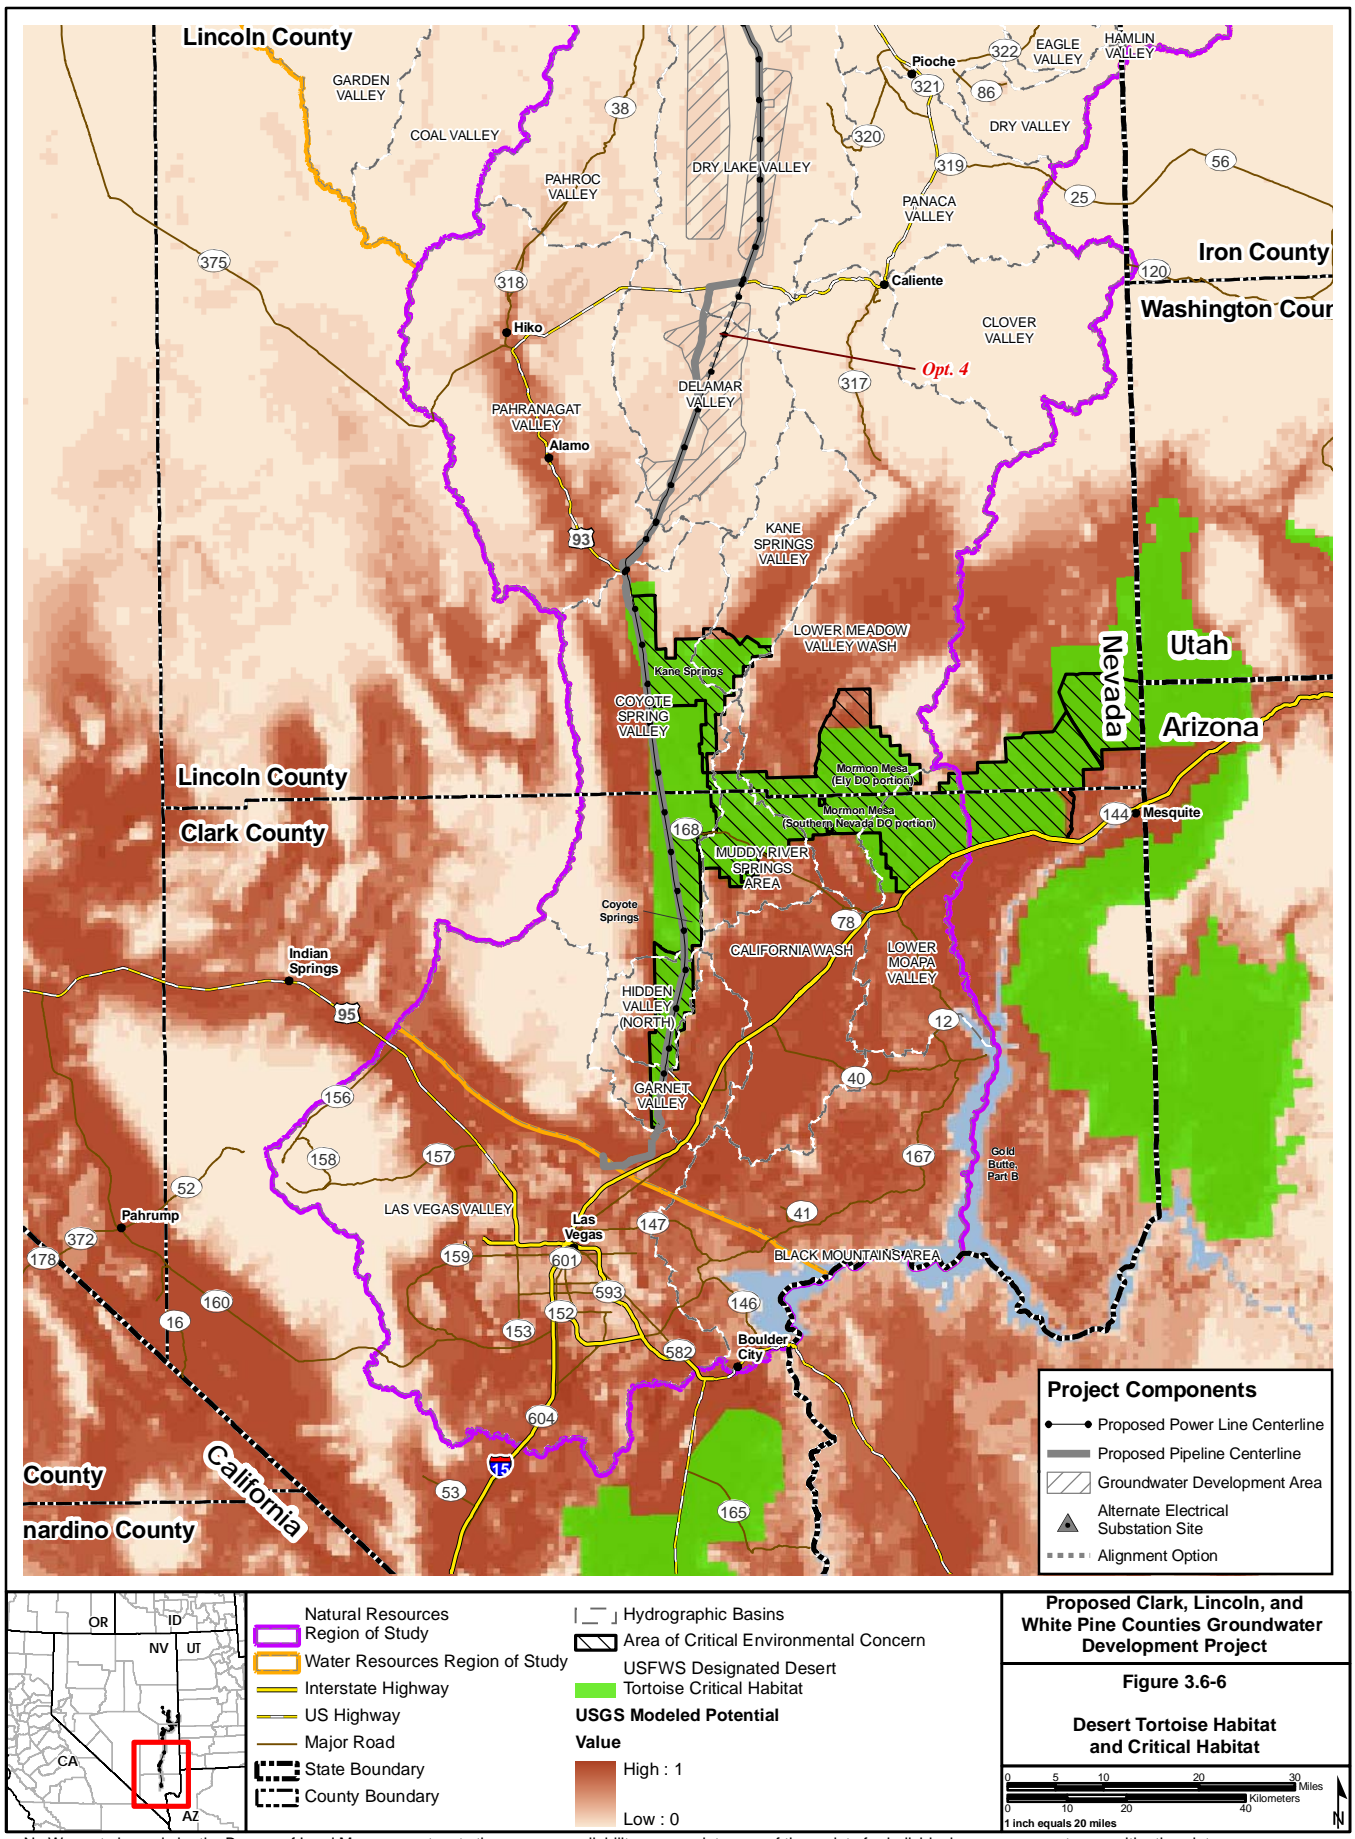 Lincoln County
GARDEN
VALLEY
COAL VALLEY
38
PAHROC
VALLEY
DRY LAKE VALLEY
Pioche
321
322
EAGLE
VALLEY
HAMLIN
VALLEY
86
DRY VALLEY
320
319
PANACA
VALLEY
25
56
375
318
Iron County
120
Washington Cour
Caliente
Hiko
CLOVER
VALLEY
Opt. 4
317
DELAMAR
VALLEY
PAHRANAGAT
VALLEY
Alamo
93
KANE
SPRINGS
VALLEY
LOWER MEADOW
VALLEY WASH
Kane Springs
Nevada
Utah
Arizona
COYOTE
SPRING
VALLEY
Mormon Mesa
(Ely DO portion)
Lincoln County
Clark County
Mormon Mesa
(Southern Nevada DO portion)
144
Mesquite
168
MUDDY RIVER
SPRINGS
AREA
Coyote
Springs
78
CALIFORNIA WASH
LOWER
MOAPA
VALLEY
Indian
Springs
95
HIDDEN
VALLEY
(NORTH)
12
40
GARNET
VALLEY
156
158
157
167
Gold
Butte,
Part B
52
Pahrump
LAS VEGAS VALLEY
Las
Vegas
147
41
372
178
159
601
BLACK MOUNTAINS AREA
593
160
16
152
153
146
582
Boulder
City
604
15
53
165
California
County
nardino County
Project Components
Proposed Power Line Centerline
Proposed Pipeline Centerline
Groundwater Development Area
Alternate Electrical
Substation Site
Alignment Option
OR
ID
NV
UT
CA
AZ
Natural Resources
Region of Study
Water Resources Region of Study
Interstate Highway
US Highway
Major Road
State Boundary
County Boundary
Hydrographic Basins
Area of Critical Environmental Concern
USFWS Designated Desert
Tortoise Critical Habitat
USGS Modeled Potential
Value
High : 1
Low : 0
Proposed Clark, Lincoln, and
White Pine Counties Groundwater
Development Project
Figure 3.6-6
Desert Tortoise Habitat
and Critical Habitat
0 5 10 20 30
Miles
Kilometers
0 10 20 40
1 inch equals 20 miles
N